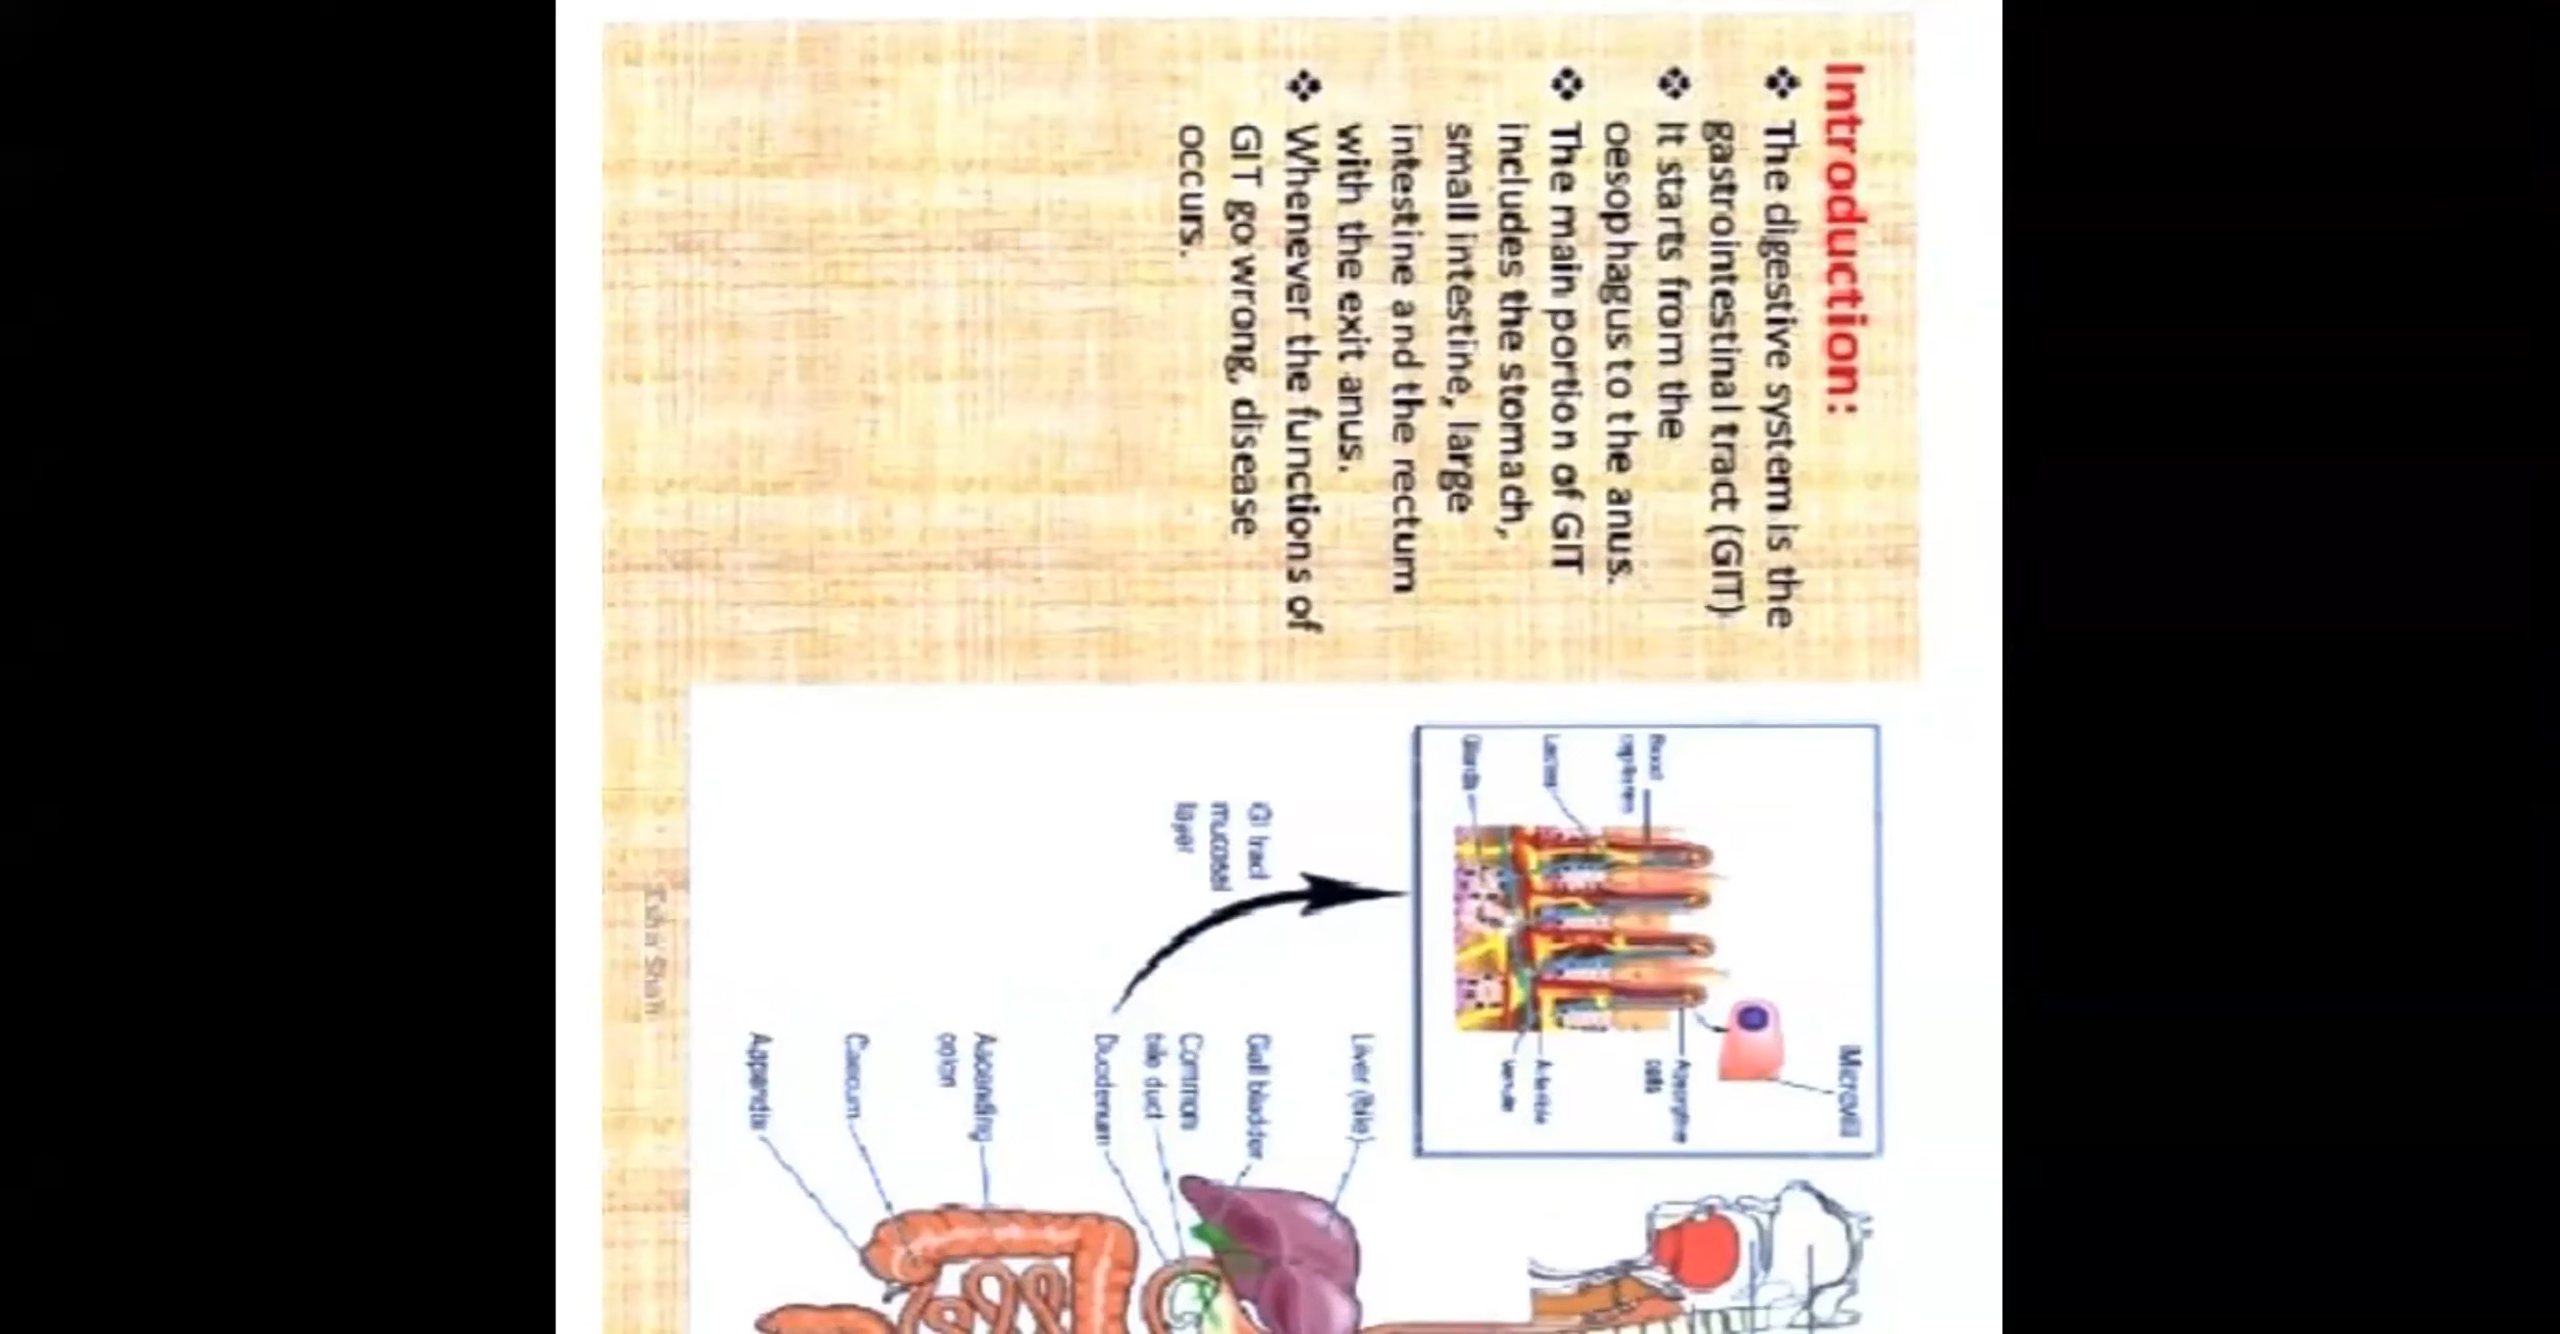 Introduction:
❖ The digestive system is the
gastrointestinal tract (GIT)
❖ It starts from the
oesophagus to the anus.
❖ The main portion of GIT
includes the stomach,
small intestine, large
intestine and the rectum
with the exit anus.
❖ Whenever the functions of
GIT go wrong, disease
occurs.
Microvilli
Blood
capillaries
Lacteal
Glands
Absorptive
cells
Arteriole
Venule
GI tract
mucosal
layer
Liver (Bile)
Gall bladder
Common
bile duct
Duodenum
Ascending
colon
Caecum
Appendix